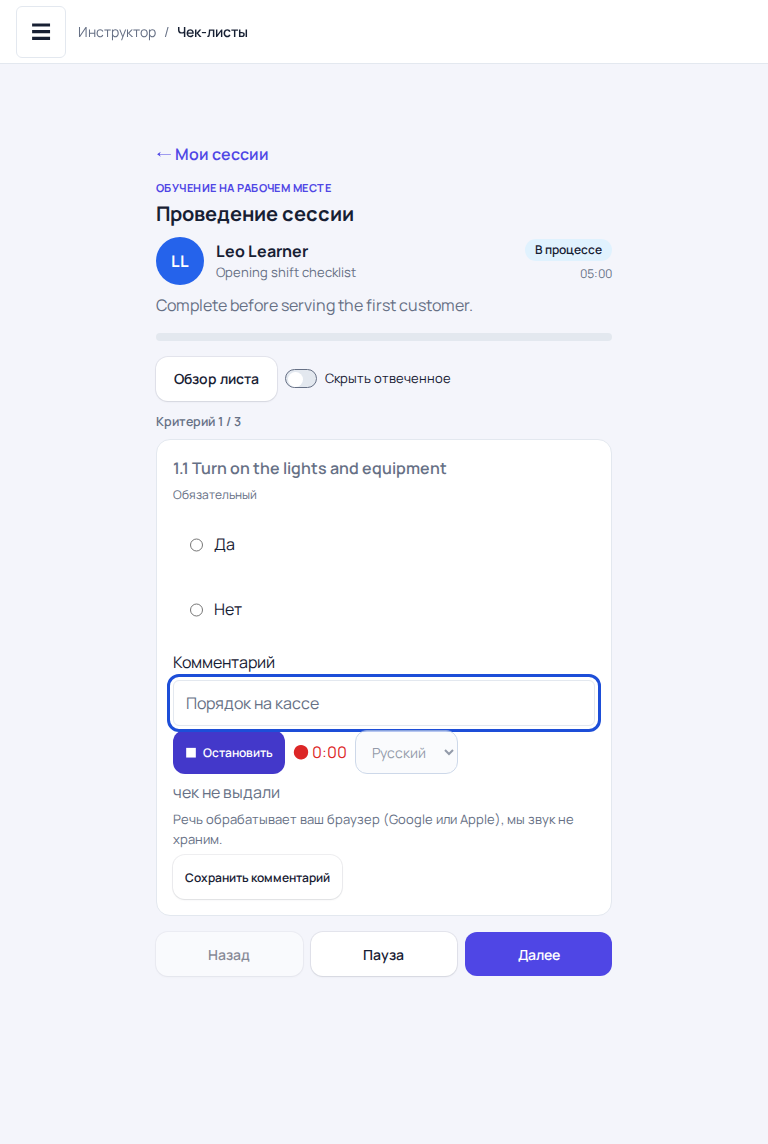 Инструктор / Чек-листы
← Мои сессии
ОБУЧЕНИЕ НА РАБОЧЕМ МЕСТЕ
Проведение сессии
LL
Leo Learner
Opening shift checklist
В процессе
05:00
Complete before serving the first customer.
Обзор листа
Скрыть отвеченное
Критерий 1 / 3
1.1 Turn on the lights and equipment
Обязательный
Да
Нет
Комментарий
Порядок на кассе
Остановить
0:00
Русский
чек не выдали
Речь обрабатывает ваш браузер (Google или Apple), мы звук не
храним.
Сохранить комментарий
Назад
Пауза
Далее